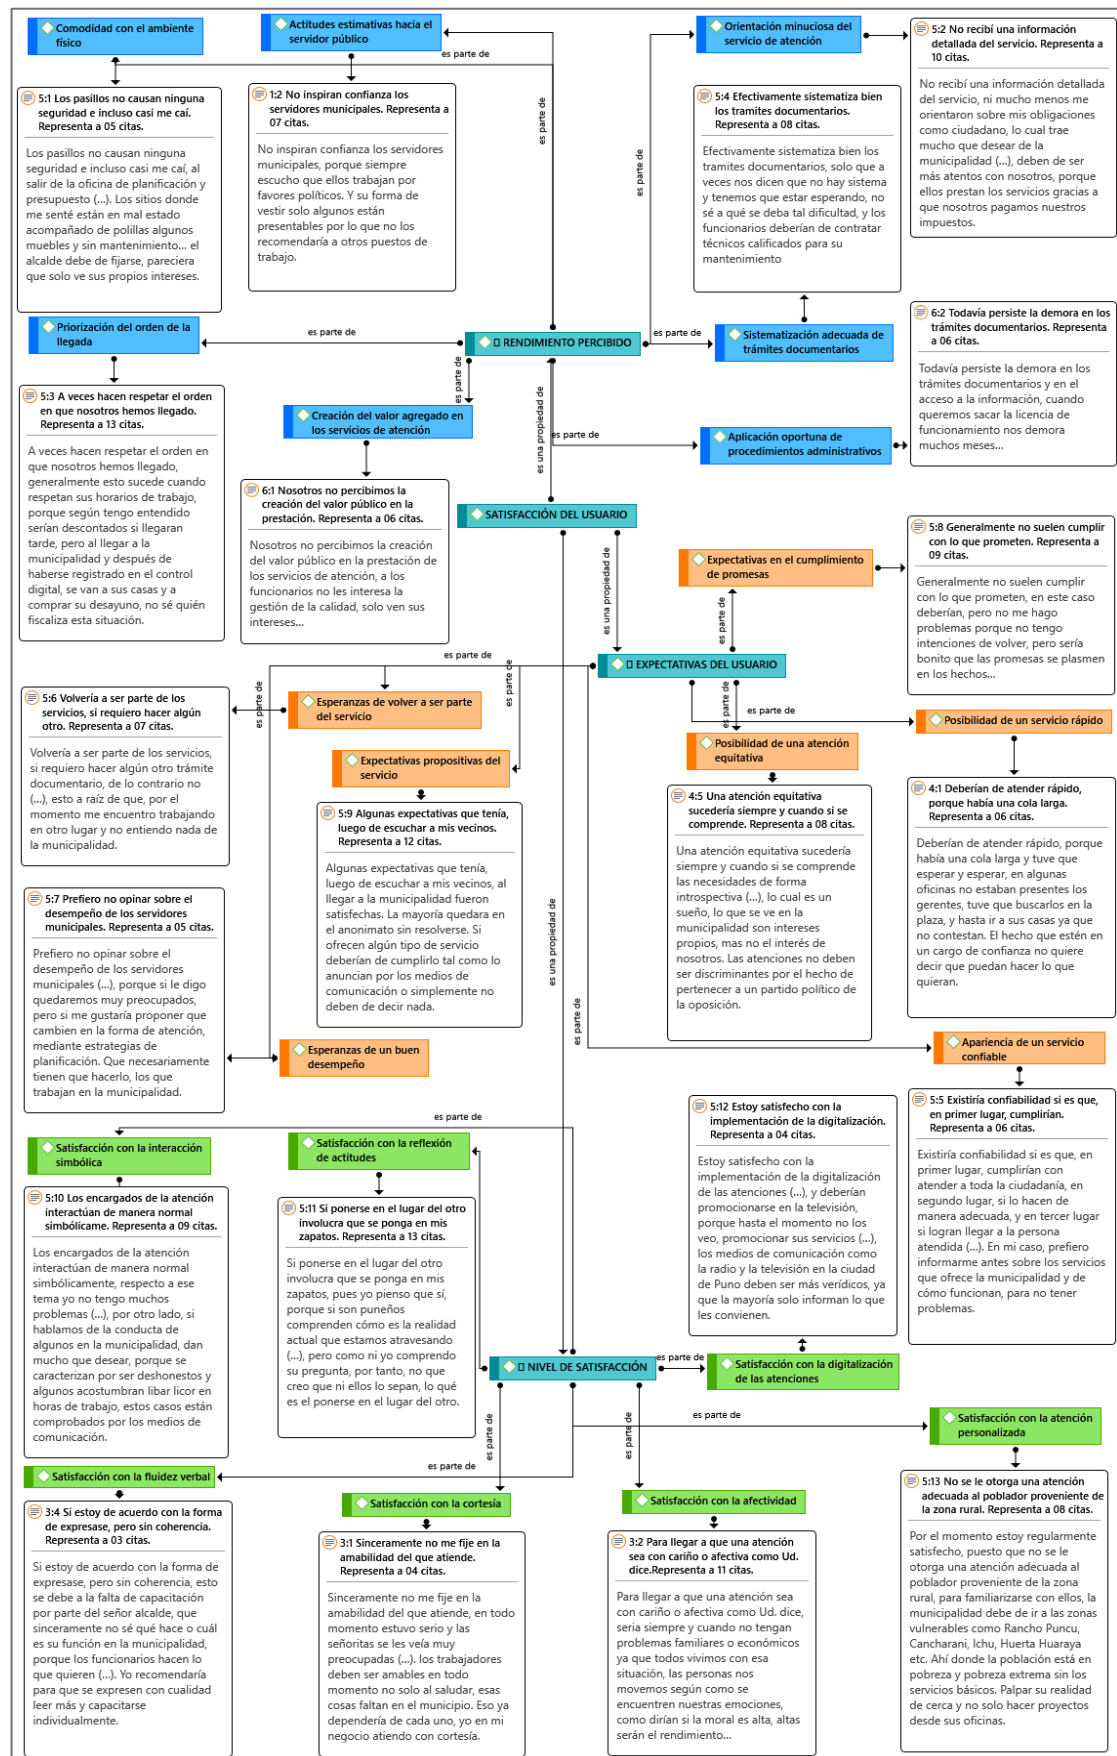 Comodidad con el ambiente
físico
Actitudes estimativas hacia el
servidor público
Orientación minuciosa del
servicio de atención
5:2 No recibí una información
detallada del servicio. Representa a
10 citas.
No recibí una información detallada
del servicio, ni mucho menos me
orientaron sobre mis obligaciones
como ciudadano, lo cual trae
mucho que desear de la
municipalidad (...), deben de ser
más atentos con nosotros, porque
ellos prestan los servicios gracias a
que nosotros pagamos nuestros
impuestos.
es parte de
es parte de
es parte de
5:1 Los pasillos no causan ninguna
seguridad e incluso casi me caí.
Representa a 05 citas.
Los pasillos no causan ninguna
seguridad e incluso casi me caí, al
salir de la oficina de planificación y
presupuesto (...). Los sitios donde
me senté están en mal estado
acompañado de polillas algunos
muebles y sin mantenimiento... el
alcalde debe de fijarse, pareciera
que solo ve sus propios intereses.
1:2 No inspiran confianza los
servidores municipales. Representa a
07 citas.
No inspiran confianza los servidores
municipales, porque siempre
escucho que ellos trabajan por
favores políticos. Y su forma de
vestir solo algunos están
presentables por lo que no los
recomendaría a otros puestos de
trabajo.
es parte de
5:4 Efectivamente sistematiza bien
los tramites documentarios.
Representa a 08 citas.
Efectivamente sistematiza bien los
tramites documentarios, solo que a
veces nos dicen que no hay sistema
y tenemos que estar esperando, no
sé a qué se deba tal dificultad, y los
funcionarios deberían de contratar
técnicos calificados para su
mantenimiento
Priorización del orden de la
llegada
es parte de
RENDIMIENTO PERCIBIDO
es parte de
Sistematización adecuada de
trámites documentarios
6:2 Todavía persiste la demora en los
trámites documentarios. Representa
a 06 citas.
Todavía persiste la demora en los
trámites documentarios y en el
acceso a la información, cuando
queremos sacar la licencia de
funcionamiento nos demora
muchos meses...
5:3 A veces hacen respetar el orden
en que nosotros hemos llegado.
Representa a 13 citas.
A veces hacen respetar el orden en
que nosotros hemos llegado,
generalmente esto sucede cuando
respetan sus horarios de trabajo,
porque según tengo entendido
serían descontados si llegaran
tarde, pero al llegar a la
municipalidad y después de
haberse registrado en el control
digital, se van a sus casas y a
comprar su desayuno, no sé quién
fiscaliza esta situación.
es parte de
Creación del valor agregado en
los servicios de atención
es una propiedad de
es parte de
Aplicación oportuna de
procedimientos administrativos
6:1 Nosotros no percibimos la
creación del valor público en la
prestación. Representa a 06 citas.
Nosotros no percibimos la creación
del valor público en la prestación de
los servicios de atención, a los
funcionarios no les interesa la
gestión de la calidad, solo ven sus
intereses...
SATISFACCIÓN DEL USUARIO
es una propiedad de
Expectativas en el cumplimiento
de promesas
5:8 Generalmente no suelen cumplir
con lo que prometen. Representa a
09 citas.
Generalmente no suelen cumplir
con lo que prometen, en este caso
deberían, pero no me hago
problemas porque no tengo
intenciones de volver, pero sería
bonito que las promesas se plasmen
en los hechos...
es parte de
EXPECTATIVAS DEL USUARIO
es parte de
es parte de
es parte de
es parte de
5:6 Volvería a ser parte de los
servicios, si requiero hacer algún
otro. Representa a 07 citas.
Volvería a ser parte de los servicios,
si requiero hacer algún otro trámite
documentario, de lo contrario no
(...), esto a raíz de que, por el
momento me encuentro trabajando
en otro lugar y no entiendo nada de
la municipalidad.
Esperanzas de volver a ser parte
del servicio
Expectativas propositivas del
servicio
Posibilidad de una atención
equitativa
Posibilidad de un servicio rápido
5:9 Algunas expectativas que tenía,
luego de escuchar a mis vecinos.
Representa a 12 citas.
Algunas expectativas que tenía,
luego de escuchar a mis vecinos, al
llegar a la municipalidad fueron
satisfechas. La mayoría quedara en
el anonimato sin resolverse. Si
ofrecen algún tipo de servicio
deberían de cumplirlo tal como lo
anuncian por los medios de
comunicación o simplemente no
deben de decir nada.
4:5 Una atención equitativa
sucedería siempre y cuando si se
comprende. Representa a 08 citas.
Una atención equitativa sucedería
siempre y cuando si se comprende
las necesidades de forma
introspectiva (...), lo cual es un
sueño, lo que se ve en la
municipalidad son intereses
propios, mas no el interés de
nosotros. Las atenciones no deben
ser discriminantes por el hecho de
pertenecer a un partido político de
la oposición.
4:1 Deberían de atender rápido,
porque había una cola larga.
Representa a 06 citas.
Deberían de atender rápido, porque
había una cola larga y tuve que
esperar y esperar, en algunas
oficinas no estaban presentes los
gerentes, tuve que buscarlos en la
plaza, y hasta ir a sus casas ya que
no contestan. El hecho que estén en
un cargo de confianza no quiere
decir que puedan hacer lo que
quieran.
5:7 Prefiero no opinar sobre el
desempeño de los servidores
municipales. Representa a 05 citas.
Prefiero no opinar sobre el
desempeño de los servidores
municipales (...), porque si le digo
quedaremos muy preocupados,
pero si me gustaría proponer que
cambien en la forma de atención,
mediante estrategias de
planificación. Que necesariamente
tienen que hacerlo, los que
trabajan en la municipalidad.
es una propiedad de
es parte de
Esperanzas de un buen
desempeño
Apariencia de un servicio
confiable
5:5 Existiría confiabilidad si es que,
en primer lugar, cumplirían.
Representa a 06 citas.
Existiría confiabilidad si es que, en
primer lugar, cumplirían con
atender a toda la ciudadanía, en
segundo lugar, si lo hacen de
manera adecuada, y en tercer lugar
si logran llegar a la persona
atendida (...). En mi caso, prefiero
informarme antes sobre los servicios
que ofrece la municipalidad y de
cómo funcionan, para no tener
problemas.
5:12 Estoy satisfecho con la
implementación de la digitalización.
Representa a 04 citas.
Estoy satisfecho con la
implementación de la digitalización
de las atenciones (...), y deberían
promocionarse en la televisión,
porque hasta el momento no los
veo, promocionar sus servicios (...),
los medios de comunicación como
la radio y la televisión en la ciudad
de Puno deben ser más verídicos, ya
que la mayoría solo informan lo que
les convienen.
es parte de
Satisfacción con la interacción
simbólica
Satisfacción con la reflexión
de actitudes
5:10 Los encargados de la atención
interactúan de manera normal
simbólicame. Representa a 09 citas.
Los encargados de la atención
interactúan de manera normal
simbólicamente, respecto a ese
tema yo no tengo muchos
problemas (...), por otro lado, si
hablamos de la conducta de
algunos en la municipalidad, dan
mucho que desear, porque se
caracterizan por ser deshonestos y
algunos acostumbran libar licor en
horas de trabajo, estos casos están
comprobados por los medios de
comunicación.
5:11 Si ponerse en el lugar del otro
involucra que se ponga en mis
zapatos. Representa a 13 citas.
Si ponerse en el lugar del otro
involucra que se ponga en mis
zapatos, pues yo pienso que sí,
porque si son puneños
comprenden cómo es la realidad
actual que estamos atravesando
(...), pero como ni yo comprendo
su pregunta, por tanto, no que
creo que ni ellos lo sepan, lo qué
es el ponerse en el lugar del otro.
es parte de
NIVEL DE SATISFACCIÓN
es parte de
Satisfacción con la digitalización
de las atenciones
es parte de
es parte de
es parte de
es parte de
Satisfacción con la atención
personalizada
Satisfacción con la fluidez verbal
Satisfacción con la cortesía
Satisfacción con la afectividad
3:4 Si estoy de acuerdo con la forma
de expresase, pero sin coherencia.
Representa a 03 citas.
Si estoy de acuerdo con la forma de
expresase, pero sin coherencia, esto
se debe a la falta de capacitación
por parte del señor alcalde, que
sinceramente no sé qué hace o cuál
es su función en la municipalidad,
porque los funcionarios hacen lo
que quieren (...). Yo recomendaría
para que se expresen con cualidad
leer más y capacitarse
individualmente.
3:1 Sinceramente no me fije en la
amabilidad del que atiende.
Representa a 04 citas.
Sinceramente no me fije en la
amabilidad del que atiende, en todo
momento estuvo serio y las
señoritas se les veía muy
preocupadas (...). los trabajadores
deben ser amables en todo
momento no solo al saludar, esas
cosas faltan en el municipio. Eso ya
dependería de cada uno, yo en mi
negocio atiendo con cortesía.
3:2 Para llegar a que una atención
sea con cariño o afectiva como Ud.
dice.Representa a 11 citas.
Para llegar a que una atención sea
con cariño o afectiva como Ud. dice,
seria siempre y cuando no tengan
problemas familiares o económicos
ya que todos vivimos con esa
situación, las personas nos
movemos según como se
encuentren nuestras emociones,
como dirían si la moral es alta, altas
serán el rendimiento...
5:13 No se le otorga una atención
adecuada al poblador proveniente de
la zona rural. Representa a 08 citas.
Por el momento estoy regularmente
satisfecho, puesto que no se le
otorga una atención adecuada al
poblador proveniente de la zona
rural, para familiarizarse con ellos, la
municipalidad debe de ir a las zonas
vulnerables como Rancho Puncu,
Cancharani, Ichu, Huerta Huaraya
etc. Ahí donde la población está en
pobreza y pobreza extrema sin los
servicios básicos. Palpar su realidad
de cerca y no solo hacer proyectos
desde sus oficinas.